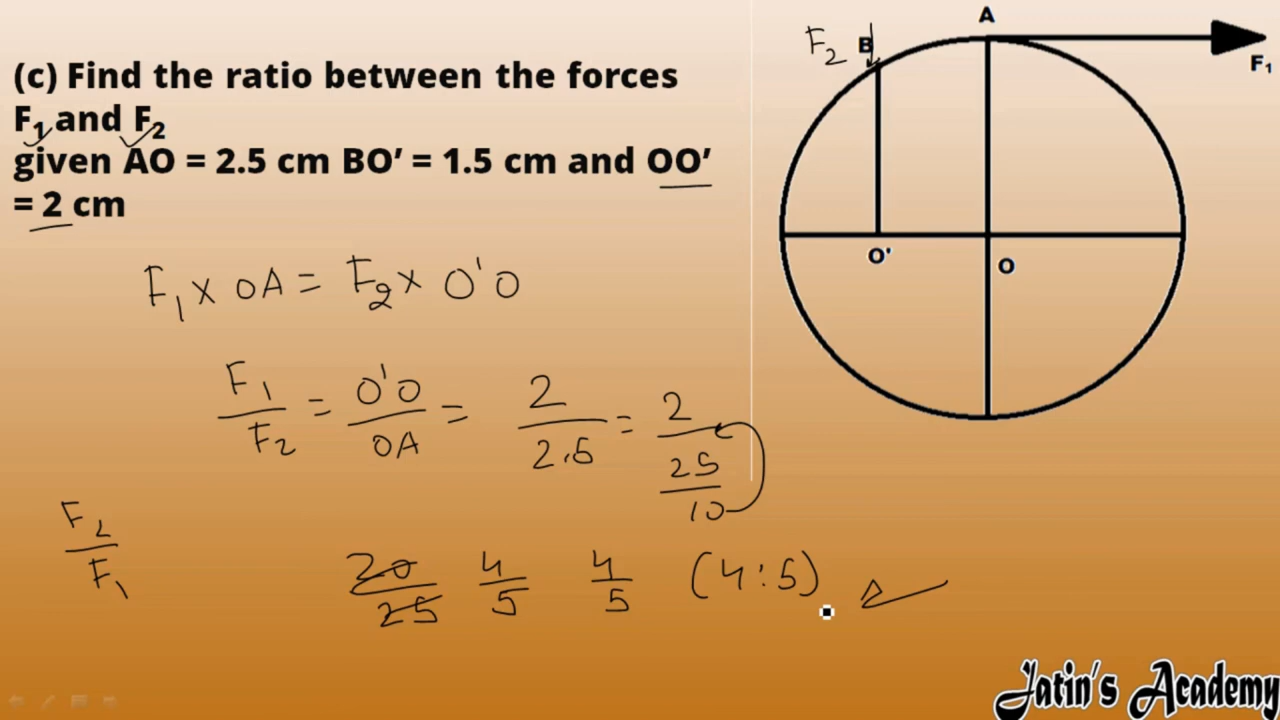 (c) Find the ratio between the forces
F₁ and F₂
given AO = 2.5 cm BO’ = 1.5 cm and OO’
= 2 cm
F₁ × OA = F₂ × O'O
F₁/F₂ = O'O/OA = 2/2.5 = 2/(25/10)
F₂/F₁
20/25 4/5 4/5 (4:5)
A
F₂ B
F₁
O'
O
Jatin's Academy